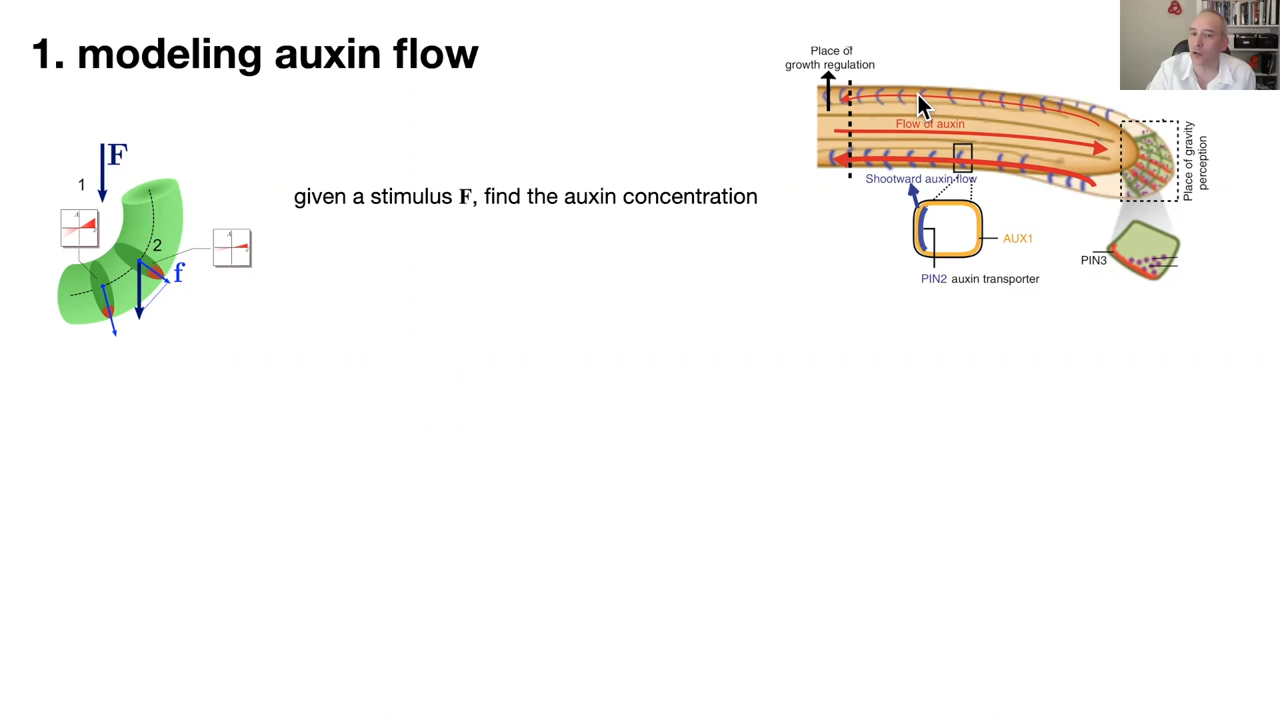 1. modeling auxin flow
F
1
A
2
A
f
given a stimulus F, find the auxin concentration
Place of
growth regulation
Flow of auxin
Shootward auxin flow
AUX1
PIN2 auxin transporter
PIN3
Place of gravity
perception